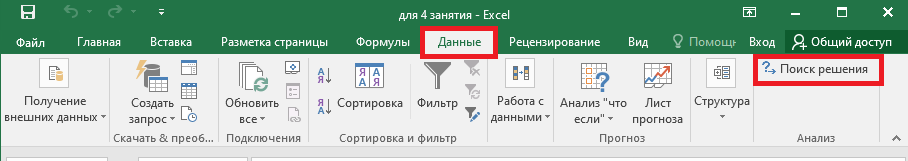 для 4 занятия - Excel
Файл Главная Вставка Разметка страницы Формулы Данные Рецензирование Вид Помощн Вход Общий доступ
Получение
внешних данных
Создать
запрос
Скачать & преоб...
Обновить
все
Подключения
А
Я
Я
А
Я А
А Я
Сортировка
Фильтр
Сортировка и фильтр
Работа с
данными
Анализ "что
если"
Лист
прогноза
Прогноз
Структура
Поиск решения
Анализ